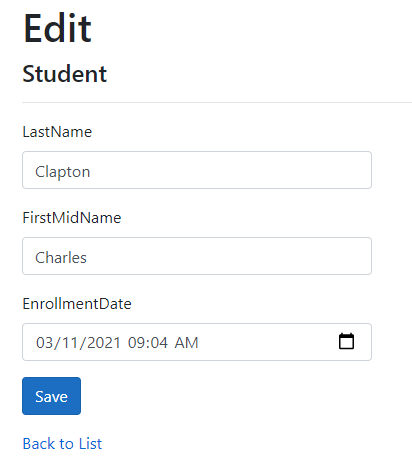 Edit
Student
LastName
Clapton
FirstMidName
Charles
EnrollmentDate
03/11/2021 09:04 AM
Save
Back to List